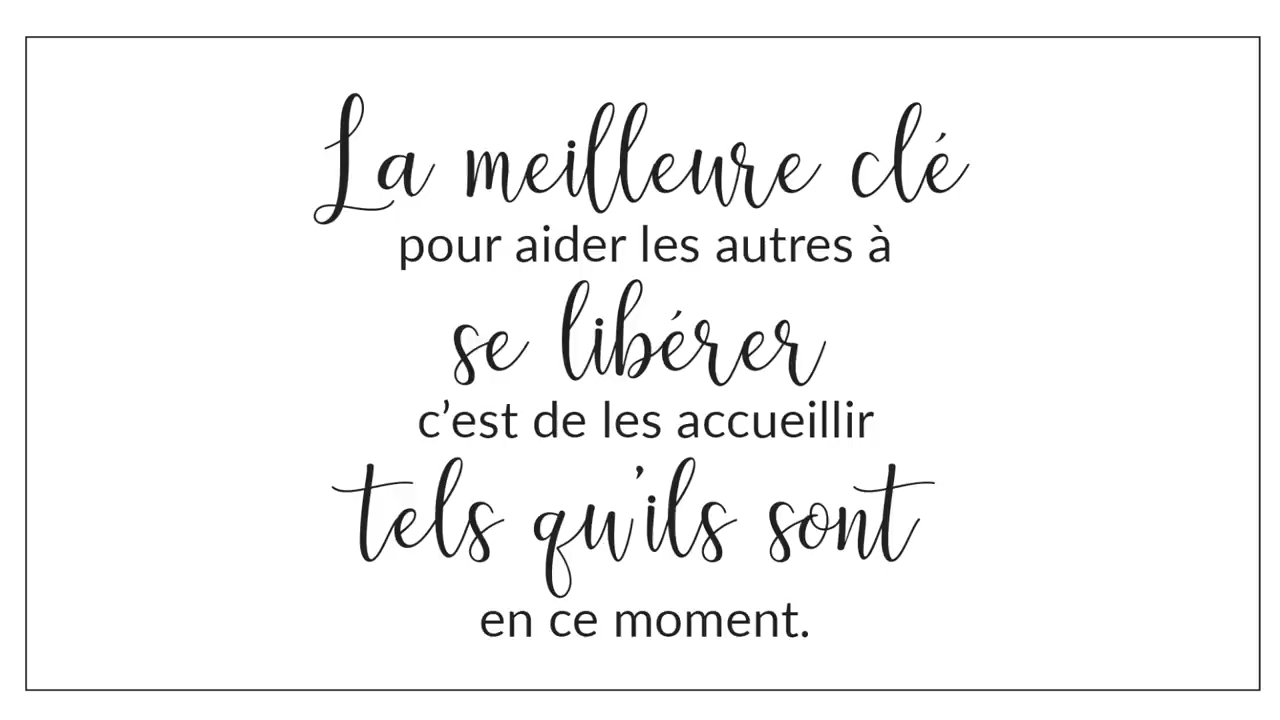 La meilleure clé
pour aider les autres à
se libérer
c’est de les accueillir
tels qu’ils sont
en ce moment.